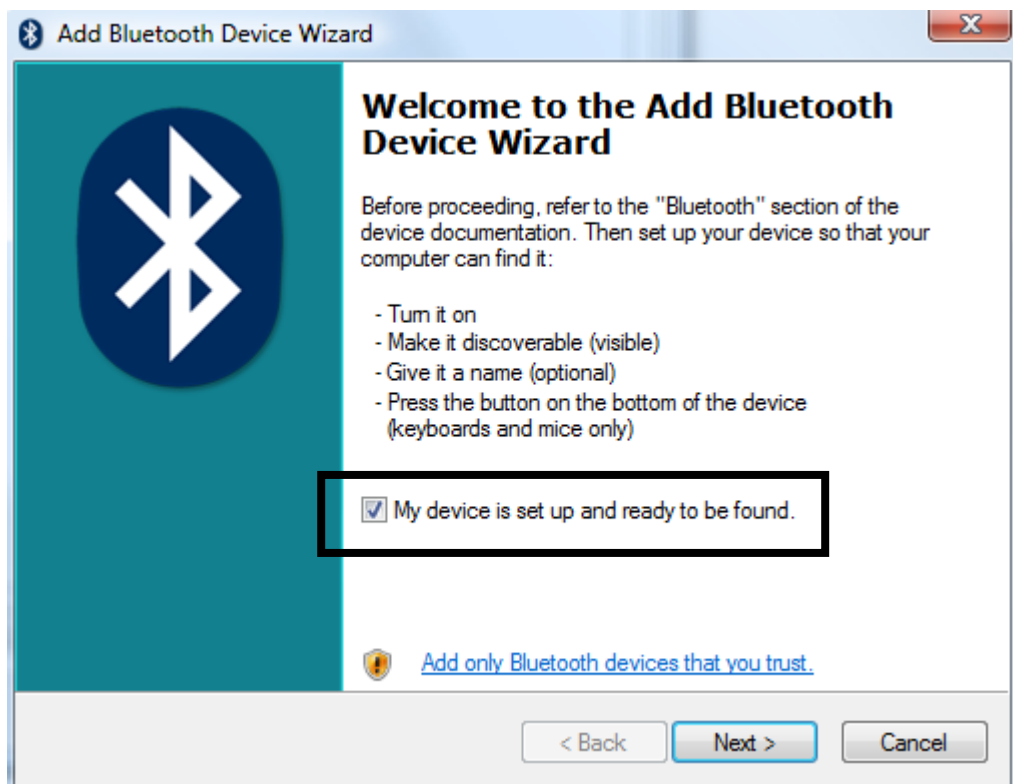 Add Bluetooth Device Wizard
Welcome to the Add Bluetooth
Device Wizard
Before proceeding, refer to the "Bluetooth" section of the
device documentation. Then set up your device so that your
computer can find it:
- Turn it on
- Make it discoverable (visible)
- Give it a name (optional)
- Press the button on the bottom of the device
(keyboards and mice only)
My device is set up and ready to be found.
Add only Bluetooth devices that you trust.
< Back Next > Cancel